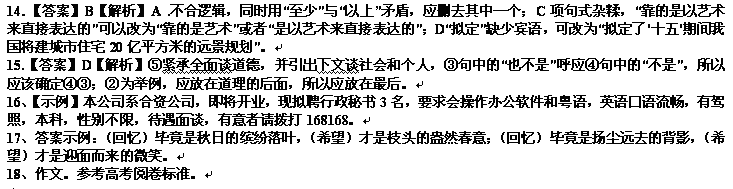 14.【答案】B【解析】A .不合逻辑，同时用“至少”与“以上”矛盾，应删去其中一个；C 项句式杂糅，“靠的是以艺术
来直接表达的”可以改为“靠的是艺术”或者“是以艺术来直接表达的”；D“拟定”缺少宾语，可改为“拟定了‘十五’期间我
国将建城市住宅 20 亿平方米的远景规划”。
15.【答案】D【解析】⑤坚承全面谈道德，并引出下文谈社会和个人，③句中的“也不是”呼应④句中的“不是”，所以
应该确定④③；②为举例，应放在道理的后面，所以应放在最后。
16、【示例】本公司系合资公司，即将开业，现拟聘行政秘书 3 名，要求会操作办公软件和粤语，英语口语流畅，有驾
照，本科，性别不限，待遇面谈，有意者请拨打 168168。
17、答案示例：（回忆）毕竟是秋日的缤纷落叶，（希望）才是枝头的盎然春意；（回忆）毕竟是扬尘远去的背影，（希
望）才是迎面而来的微笑。
18、作文。参考高考阅卷标准。